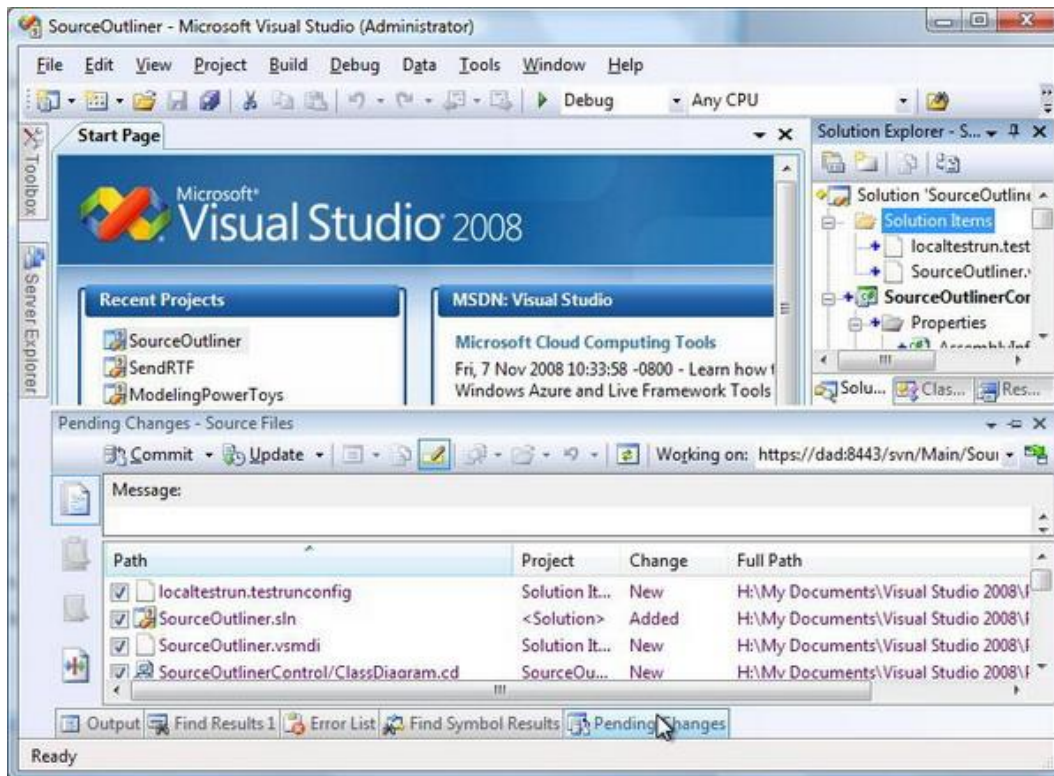 SourceOutliner - Microsoft Visual Studio (Administrator)
File Edit View Project Build Debug Data Tools Window Help
Debug Any CPU
Toolbox
Server Explorer
Start Page
Microsoft
Visual Studio 2008
Recent Projects
SourceOutliner
SendRTF
ModelingPowerToys
MSDN: Visual Studio
Microsoft Cloud Computing Tools
Fri, 7 Nov 2008 10:33:58 -0800 - Learn how t
Windows Azure and Live Framework Tools
Solution Explorer - S...
Solution 'SourceOutline
Solution Items
localtestrun.test
SourceOutliner.
SourceOutlinerCor
Properties
Solu... Clas... Res...
Pending Changes - Source Files
Commit Update Working on: https://dad:8443/svn/Main/Sour
Message:
Path Project Change Full Path
localtestrun.testrunconfig Solution It... New H:\My Documents\Visual Studio 2008\
SourceOutliner.sln <Solution> Added H:\My Documents\Visual Studio 2008\
SourceOutliner.vsmdi Solution It... New H:\My Documents\Visual Studio 2008\
SourceOutlinerControl/ClassDiagram.cd SourceOu... New H:\My Documents\Visual Studio 2008\
Output Find Results 1 Error List Find Symbol Results Pending Changes
Ready